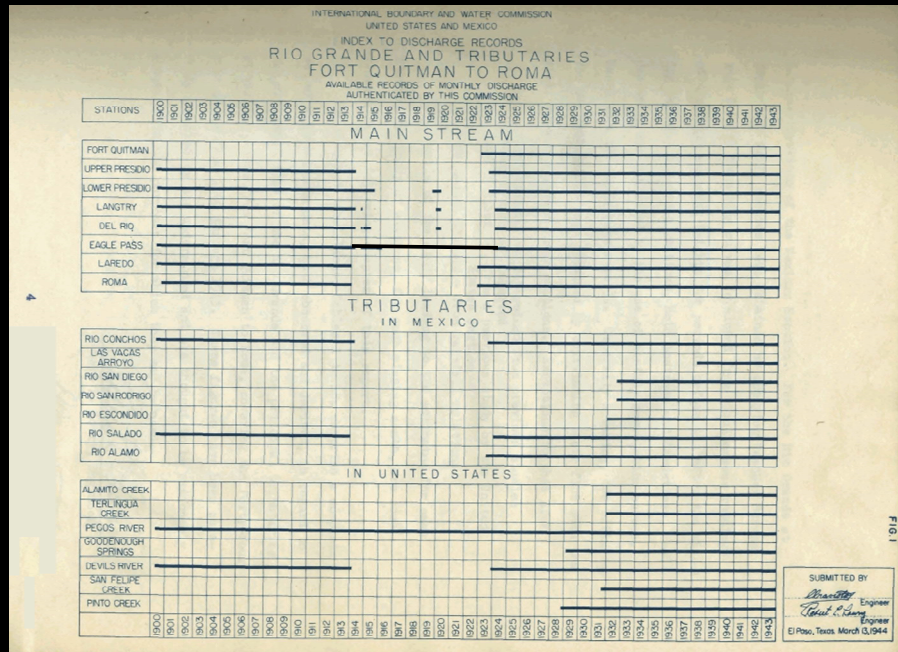 INTERNATIONAL BOUNDARY AND WATER COMMISSION
UNITED STATES AND MEXICO
INDEX TO DISCHARGE RECORDS
RIO GRANDE AND TRIBUTARIES
FORT QUITMAN TO ROMA
AVAILABLE RECORDS OF MONTHLY DISCHARGE
AUTHENTICATED BY THIS COMMISSION
STATIONS 1900 1901 1902 1903 1904 1905 1906 1907 1908 1909 1910 1911 1912 1913 1914 1915 1916 1917 1918 1919 1920 1921 1922 1923 1924 1925 1926 1927 1928 1929 1930 1931 1932 1933 1934 1935 1936 1937 1938 1939 1940 1941 1942 1943
MAIN STREAM
FORT QUITMAN
UPPER PRESIDIO
LOWER PRESIDIO
LANGTRY
DEL RIO
EAGLE PASS
LAREDO
ROMA
4
TRIBUTARIES
IN MEXICO
RIO CONCHOS
LAS VACAS
ARROYO
RIO SAN DIEGO
RIO SAN RODRIGO
RIO ESCONDIDO
RIO SALADO
RIO ALAMO
IN UNITED STATES
ALAMITO CREEK
TERLINGUA
CREEK
PECOS RIVER
GOODENOUGH
SPRINGS
DEVILS RIVER
SAN FELIPE
CREEK
PINTO CREEK
1900 1901 1902 1903 1904 1905 1906 1907 1908 1909 1910 1911 1912 1913 1914 1915 1916 1917 1918 1919 1920 1921 1922 1923 1924 1925 1926 1927 1928 1929 1930 1931 1932 1933 1934 1935 1936 1937 1938 1939 1940 1941 1942 1943
FIG. 1
SUBMITTED BY
Engineer
Engineer
El Paso, Texas. March 13, 1944